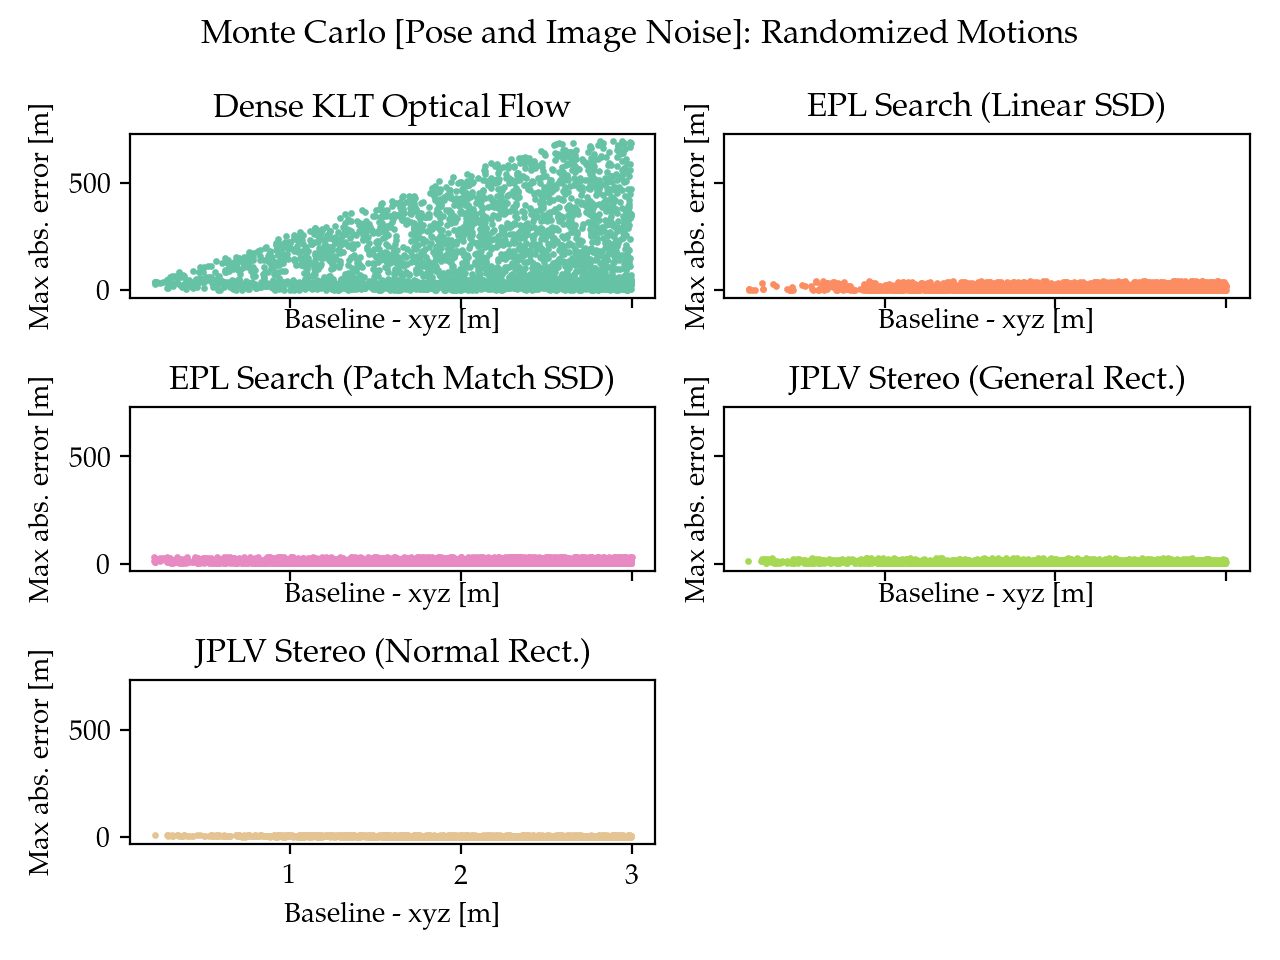 Monte Carlo [Pose and Image Noise]: Randomized Motions
Dense KLT Optical Flow
Max abs. error [m]
500
0
Baseline - xyz [m]
EPL Search (Linear SSD)
Max abs. error [m]
Baseline - xyz [m]
EPL Search (Patch Match SSD)
Max abs. error [m]
500
0
Baseline - xyz [m]
JPLV Stereo (General Rect.)
Max abs. error [m]
Baseline - xyz [m]
JPLV Stereo (Normal Rect.)
Max abs. error [m]
500
0
1 2 3
Baseline - xyz [m]